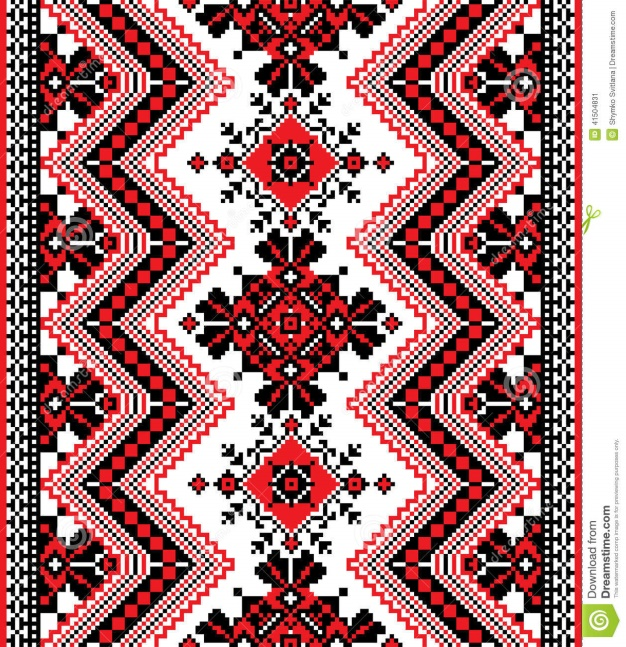 ID 41504831
© Shymko Svitlana | Dreamstime.com
Download from
Dreamstime.com
This watermarked comp image is for previewing purposes only.